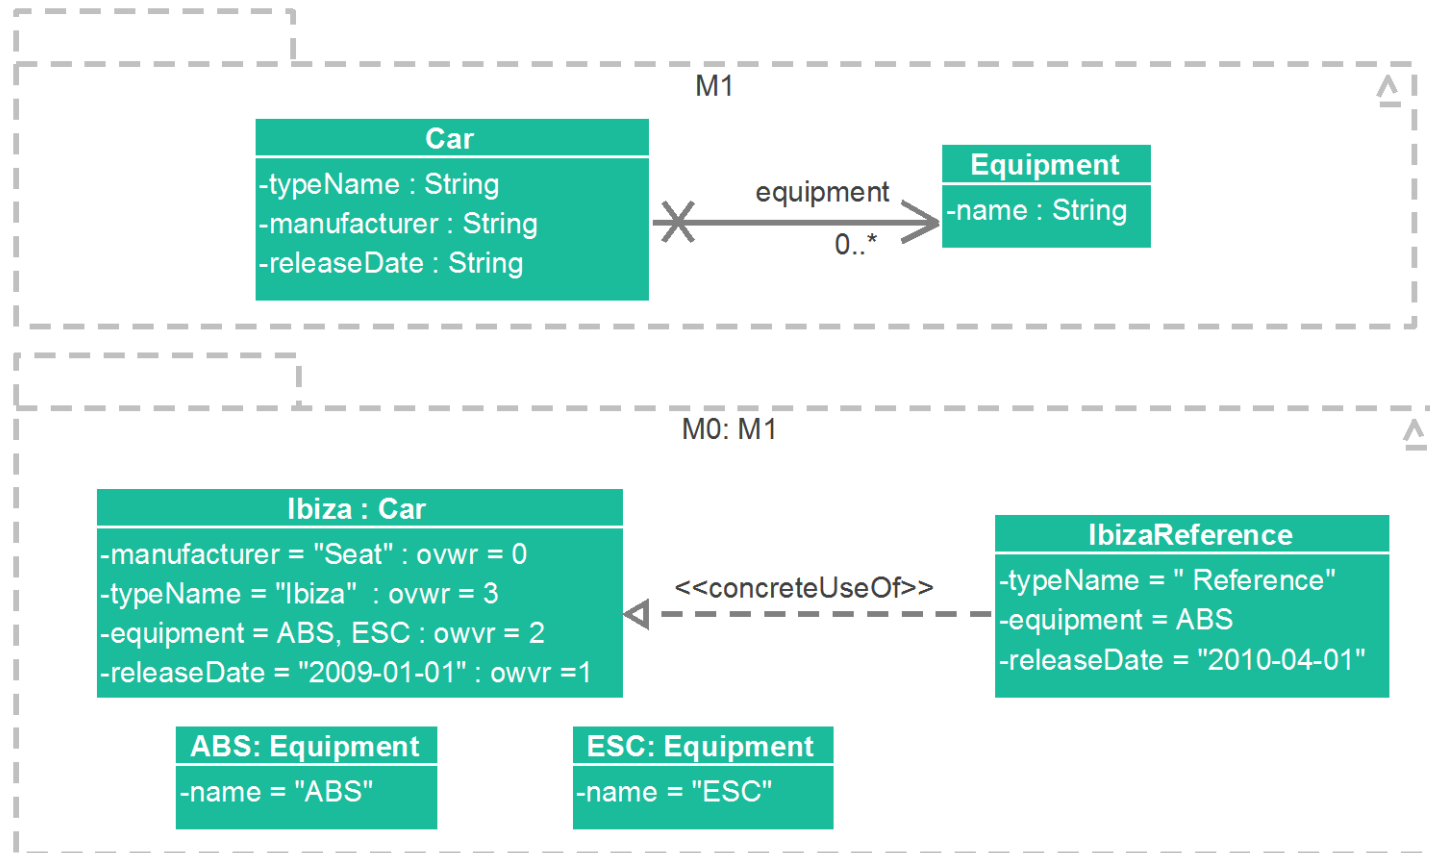 M1
Car
-typeName : String
-manufacturer : String
-releaseDate : String
equipment
0..*
Equipment
-name : String
M0: M1
Ibiza : Car
-manufacturer = "Seat" : ovwr = 0
-typeName = "Ibiza" : ovwr = 3
-equipment = ABS, ESC : owvr = 2
-releaseDate = "2009-01-01" : owvr =1
<<concreteUseOf>>
IbizaReference
-typeName = " Reference"
-equipment = ABS
-releaseDate = "2010-04-01"
ABS: Equipment
-name = "ABS"
ESC: Equipment
-name = "ESC"